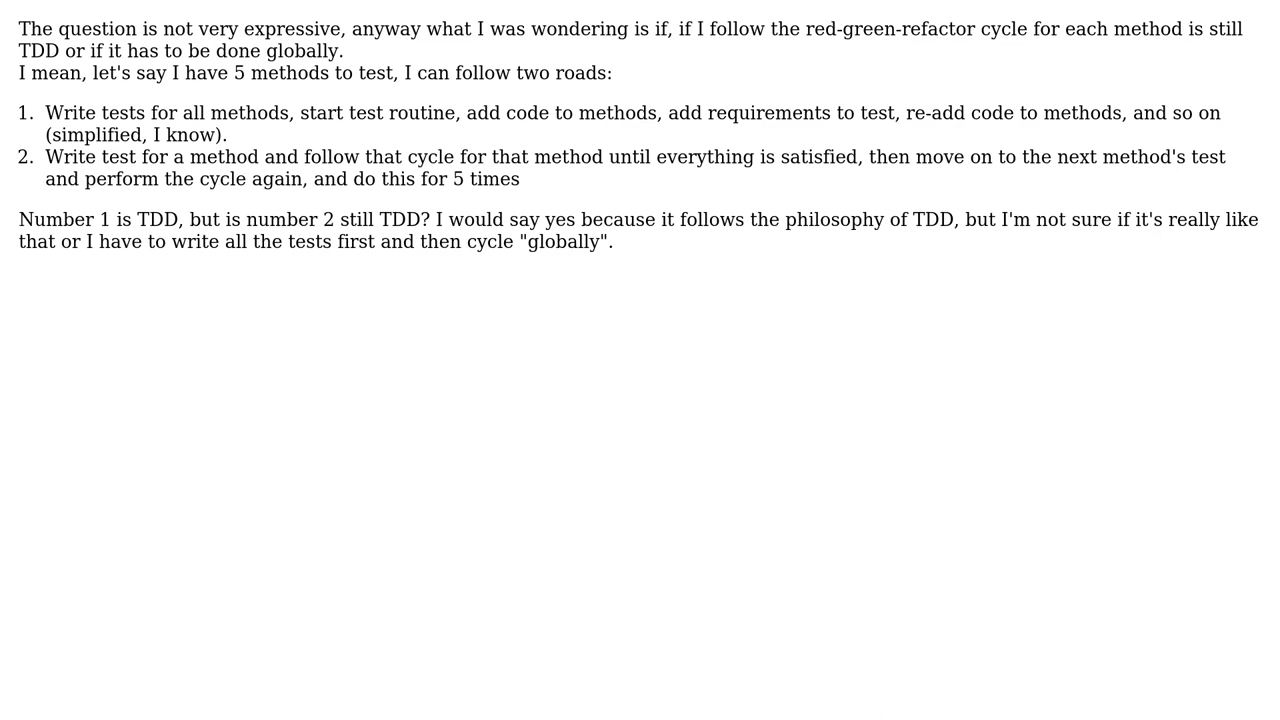 The question is not very expressive, anyway what I was wondering is if, if I follow the red-green-refactor cycle for each method is still
TDD or if it has to be done globally.
I mean, let's say I have 5 methods to test, I can follow two roads:
1. Write tests for all methods, start test routine, add code to methods, add requirements to test, re-add code to methods, and so on
(simplified, I know).
2. Write test for a method and follow that cycle for that method until everything is satisfied, then move on to the next method's test
and perform the cycle again, and do this for 5 times
Number 1 is TDD, but is number 2 still TDD? I would say yes because it follows the philosophy of TDD, but I'm not sure if it's really like
that or I have to write all the tests first and then cycle "globally".